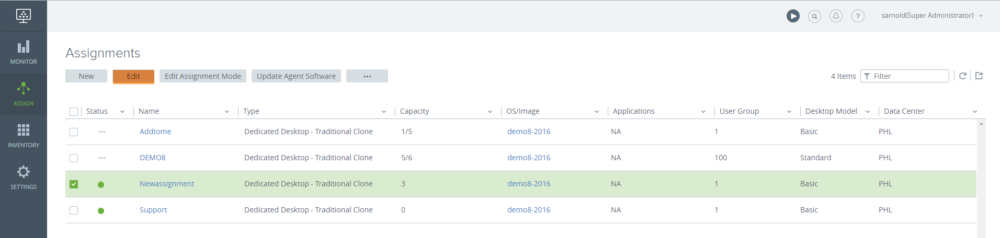 sarnold(Super Administrator)
MONITOR
ASSIGN
INVENTORY
SETTINGS
Assignments
New Edit Edit Assignment Mode Update Agent Software ••• 4 Items Filter
Status Name Type Capacity OS/Image Applications User Group Desktop Model Data Center
Addtome Dedicated Desktop - Traditional Clone 1/5 demo8-2016 NA 1 Basic PHL
DEMO8 Dedicated Desktop - Traditional Clone 5/6 demo8-2016 NA 100 Standard PHL
Newassignment Dedicated Desktop - Traditional Clone 3 demo8-2016 NA 1 Basic PHL
Support Dedicated Desktop - Traditional Clone 0 demo8-2016 NA 1 Basic PHL